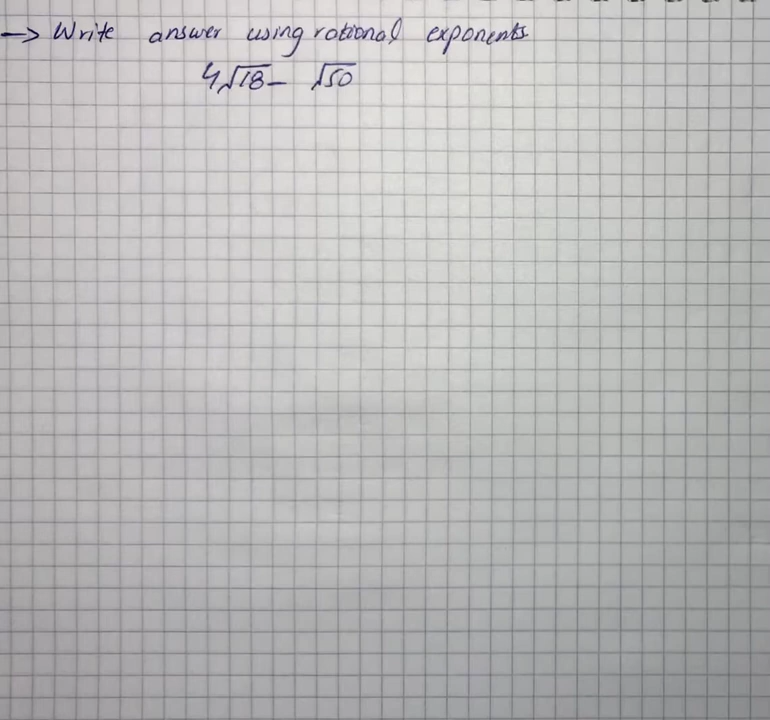 → Write answer using rational exponents
4√18 - √50